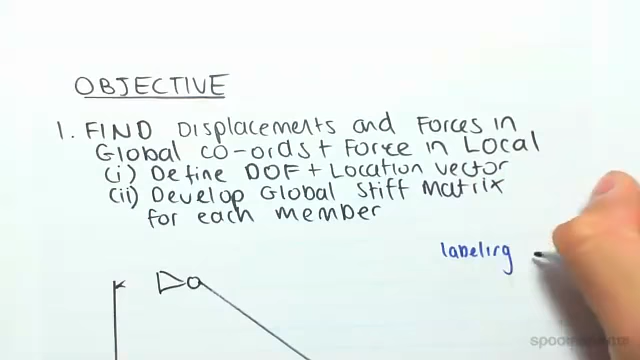 OBJECTIVE
1. FIND Displacements and Forces in
Global co-ords + Force in Local
(i) Define DOF + Location vector
(ii) Develop Global Stiff Matrix
for each member
labeling